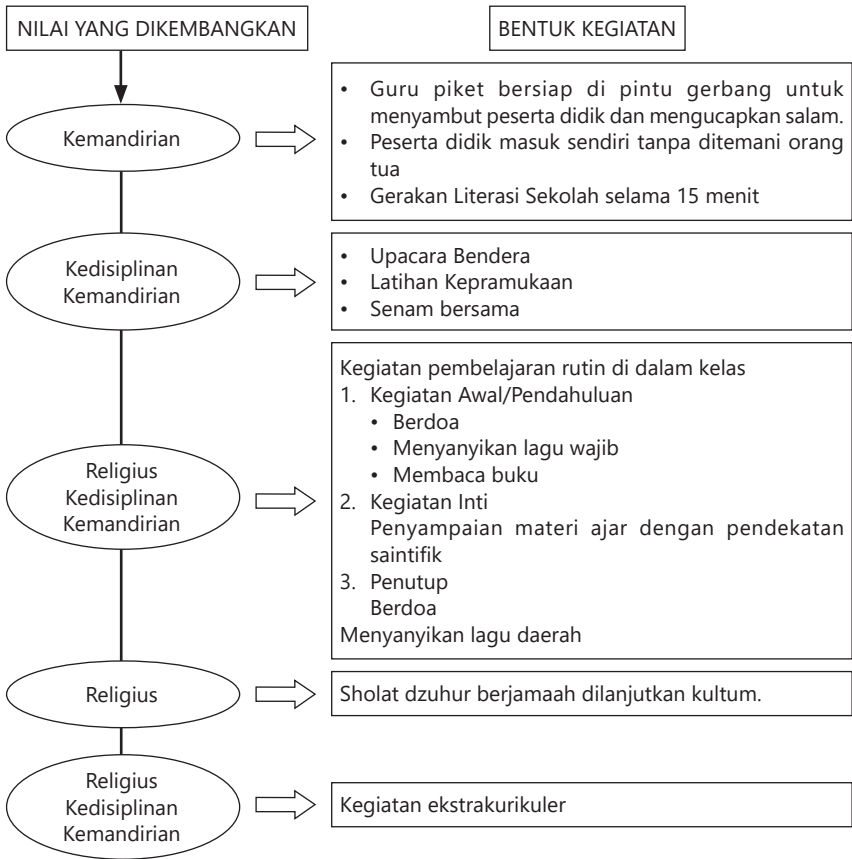 NILAI YANG DIKEMBANGKAN
BENTUK KEGIATAN
Kemandirian
• Guru piket bersiap di pintu gerbang untuk
menyambut peserta didik dan mengucapkan salam.
• Peserta didik masuk sendiri tanpa ditemani orang
tua
• Gerakan Literasi Sekolah selama 15 menit
Kedisiplinan
Kemandirian
• Upacara Bendera
• Latihan Kepramukaan
• Senam bersama
Religius
Kedisiplinan
Kemandirian
Kegiatan pembelajaran rutin di dalam kelas
1. Kegiatan Awal/Pendahuluan
• Berdoa
• Menyanyikan lagu wajib
• Membaca buku
2. Kegiatan Inti
Penyampaian materi ajar dengan pendekatan
saintifik
3. Penutup
Berdoa
Menyanyikan lagu daerah
Religius
Sholat dzuhur berjamaah dilanjutkan kultum.
Religius
Kedisiplinan
Kemandirian
Kegiatan ekstrakurikuler